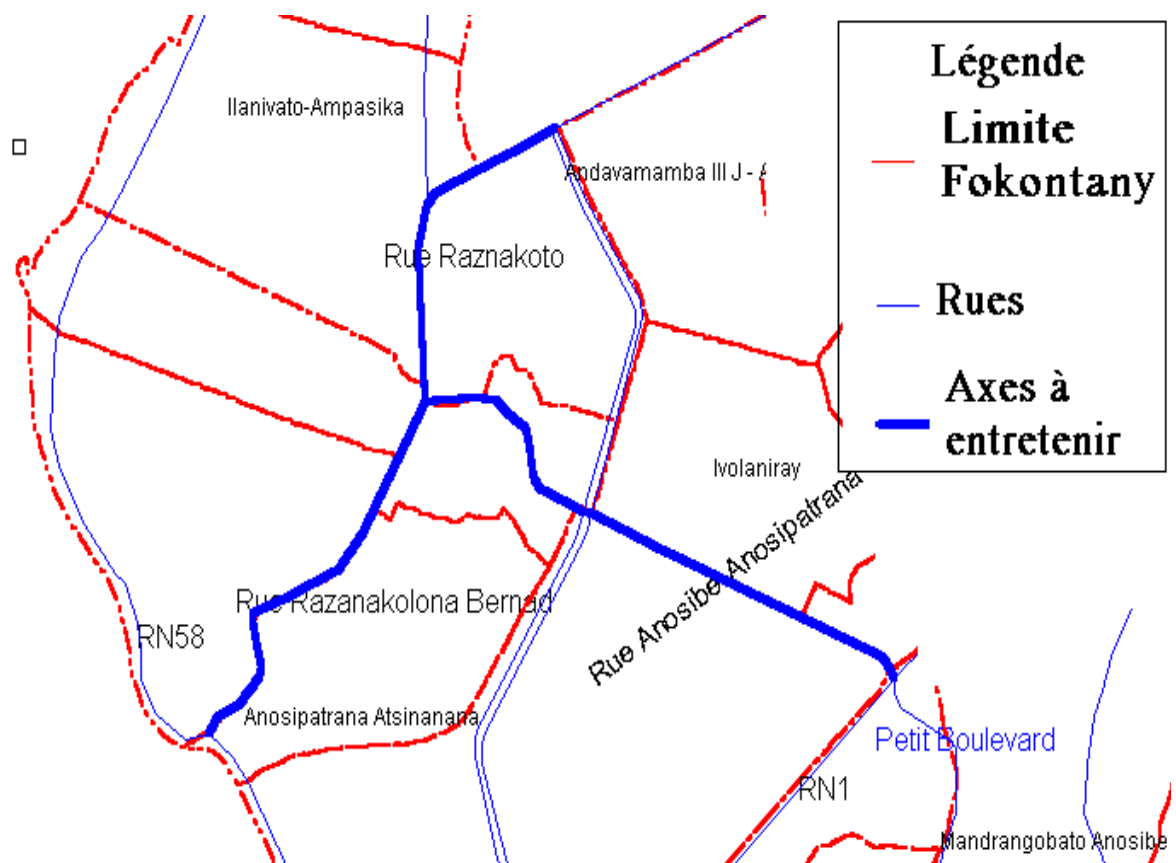 Légende
Limite
Fokontany
Rues
Axes à
entretenir
Ilanivato-Ampasika
Andavamamba III J - A
Rue Raznakoto
Ivolaniray
Rue Anosibe Anosipatrana
Rue Razanakolona Bernad
RN58
Anosipatrana Atsinanana
Petit Boulevard
RN1
Mandrangobato Anosibe